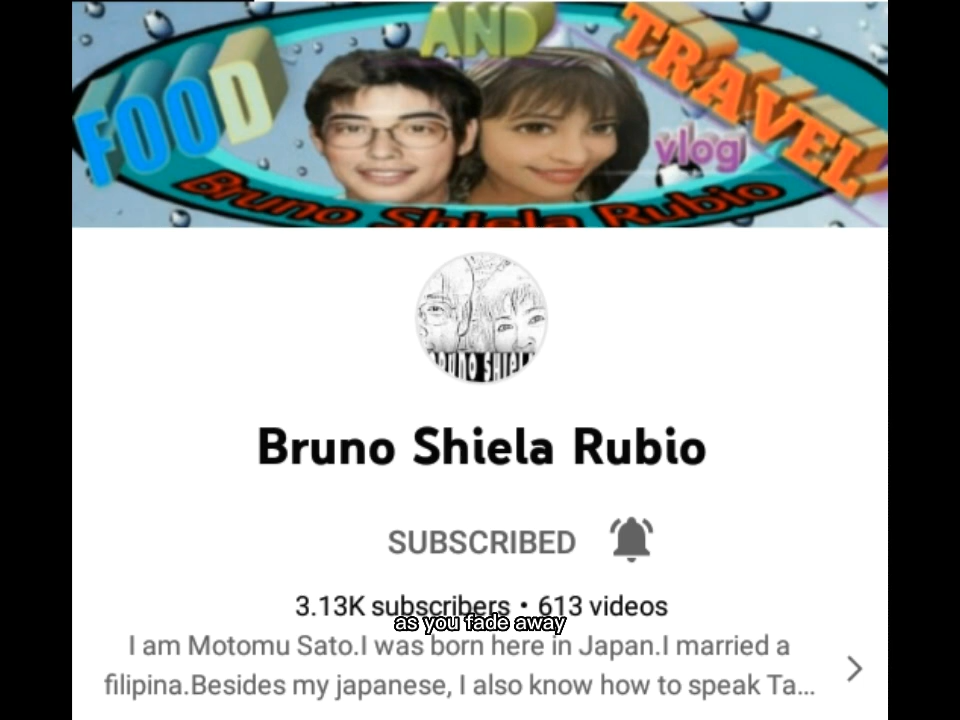 FOOD AND TRAVEL
vlog
Bruno Shiela Rubio
BRUNO SHIEL
Bruno Shiela Rubio
SUBSCRIBED
3.13K subscribers • 613 videos
as you fade away
I am Motomu Sato.I was born here in Japan.I married a
filipina.Besides my japanese, I also know how to speak Ta...